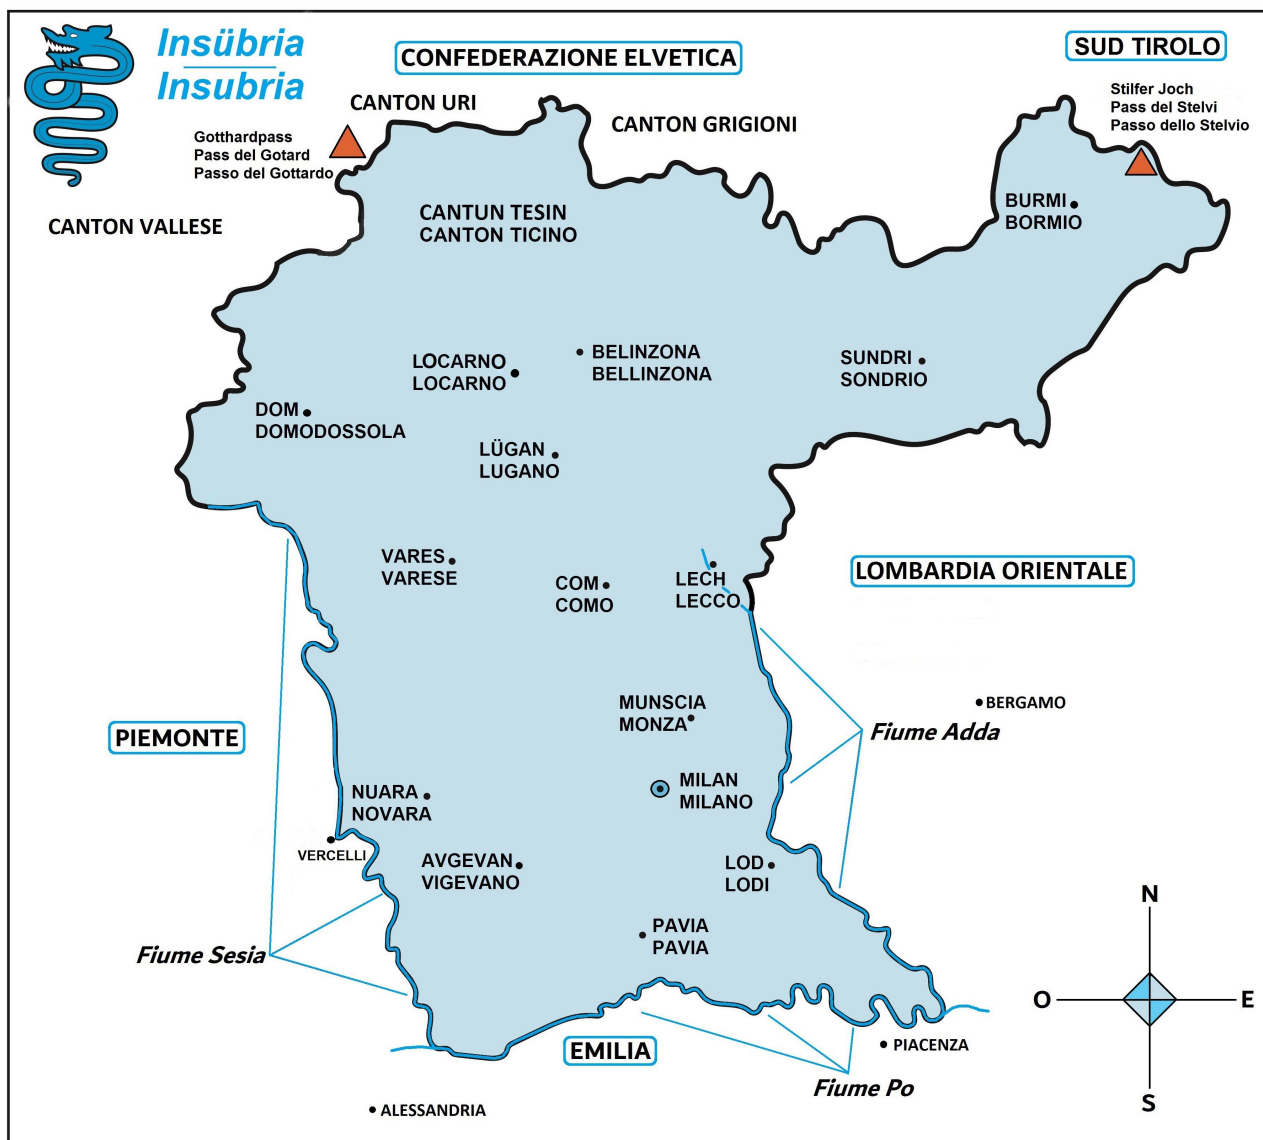 Insübria
Insubria
CONFEDERAZIONE ELVETICA
SUD TIROLO
CANTON URI
CANTON GRIGIONI
Stilfer Joch
Pass del Stelvi
Passo dello Stelvio
Gotthardpass
Pass del Gotard
Passo del Gottardo
CANTON VALLESE
CANTUN TESIN
CANTON TICINO
BURMI
BORMIO
LOCARNO
LOCARNO
BELINZONA
BELLINZONA
SUNDRI
SONDRIO
DOM
DOMODOSSOLA
LÜGAN
LUGANO
VARES
VARESE
COM
COMO
LECH
LECCO
LOMBARDIA ORIENTALE
MUNSCIA
MONZA
BERGAMO
Fiume Adda
PIEMONTE
NUARA
NOVARA
MILAN
MILANO
VERCELLI
AVGEVAN
VIGEVANO
LOD
LODI
PAVIA
PAVIA
Fiume Sesia
N
O
E
S
EMILIA
PIACENZA
Fiume Po
ALESSANDRIA